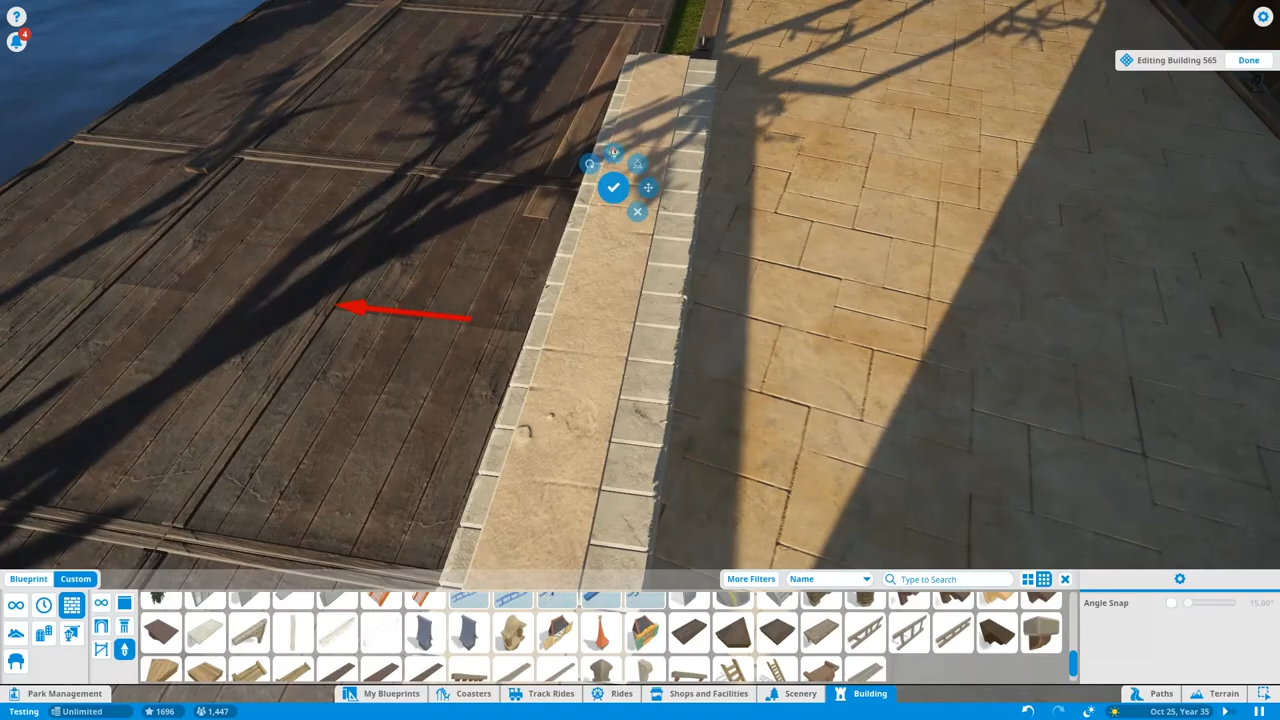 ?
4
Editing Building 565 Done
Blueprint Custom More Filters Name Type to Search
Angle Snap 15.00°
Park Management My Blueprints Coasters Track Rides Rides Shops and Facilities Scenery Building Paths Terrain
Testing Unlimited 1696 1,447 Oct 25, Year 35